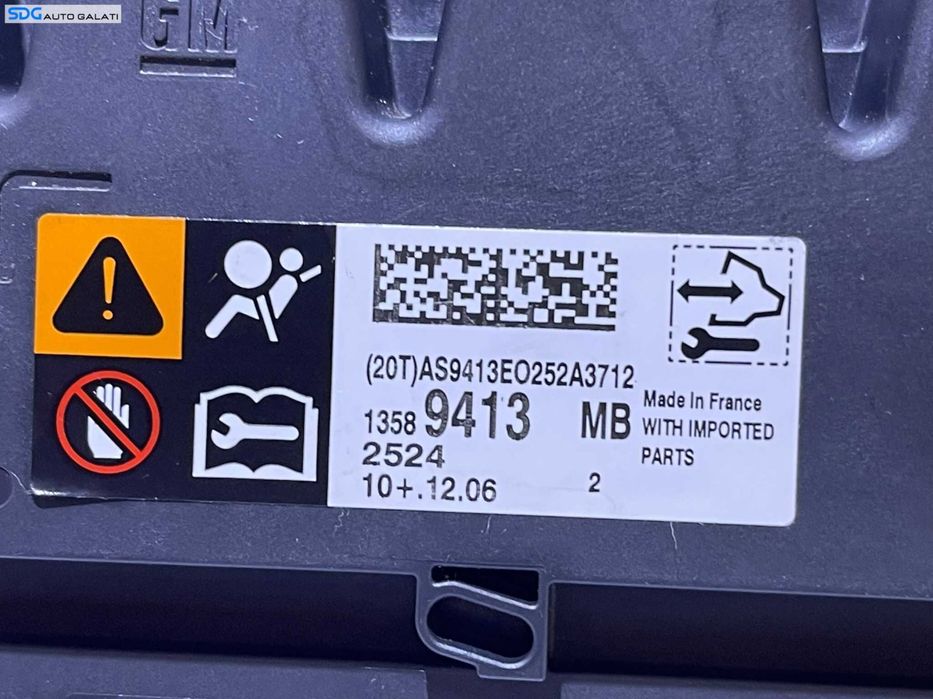 SDG AUTO GALATI
GM
(20T)AS9413EO252A3712
1358 9413 MB
2524
10+.12.06 2
Made In France
WITH IMPORTED
PARTS